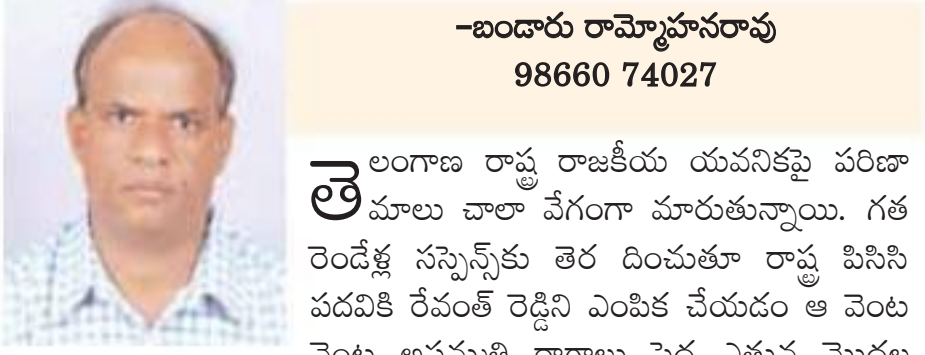 -బండారు రామ్మోహనరావు
98660 74027
తెలంగాణ రాష్ట్ర రాజకీయ యవనికపై పరిణా
మాలు చాలా వేగంగా మారుతున్నాయి. గత
రెండేళ్ల సస్పెన్స్‌కు తెర దించుతూ రాష్ట్ర పిసిసి
పదవికి రేవంత్ రెడ్డిని ఎంపిక చేయడం ఆ వెంట